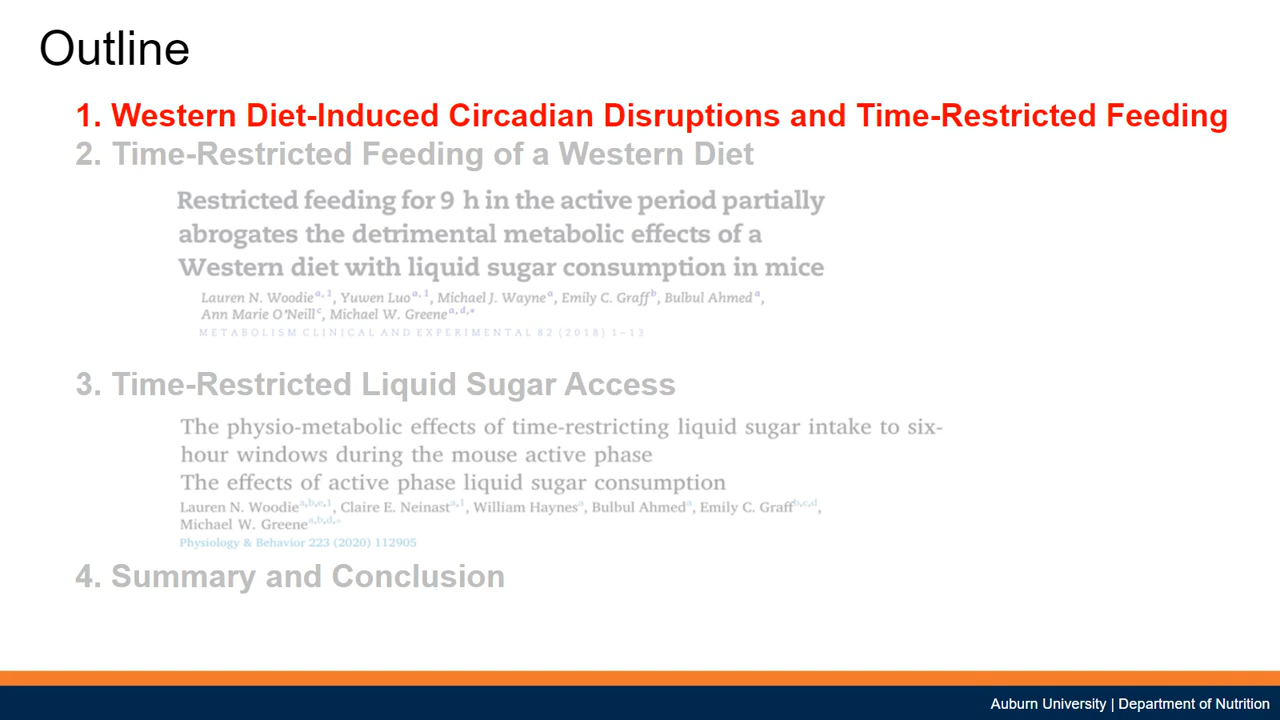 Outline
1. Western Diet-Induced Circadian Disruptions and Time-Restricted Feeding
2. Time-Restricted Feeding of a Western Diet
Restricted feeding for 9 h in the active period partially
abrogates the detrimental metabolic effects of a
Western diet with liquid sugar consumption in mice
Lauren N. Woodie a,1, Yuwen Luo a,1, Michael J. Wayne a, Emily C. Graff b, Bulbul Ahmed a,
Ann Marie O'Neill c, Michael W. Greene a,d,*
METABOLISM CLINICAL AND EXPERIMENTAL 82 (2018) 1–13
3. Time-Restricted Liquid Sugar Access
The physio-metabolic effects of time-restricting liquid sugar intake to six-
hour windows during the mouse active phase
The effects of active phase liquid sugar consumption
Lauren N. Woodie a,b,e,1, Claire E. Neinast a,1, William Haynes a, Bulbul Ahmed a, Emily C. Graff b,c,d,
Michael W. Greene a,b,d,*
Physiology & Behavior 223 (2020) 112905
4. Summary and Conclusion
Auburn University | Department of Nutrition